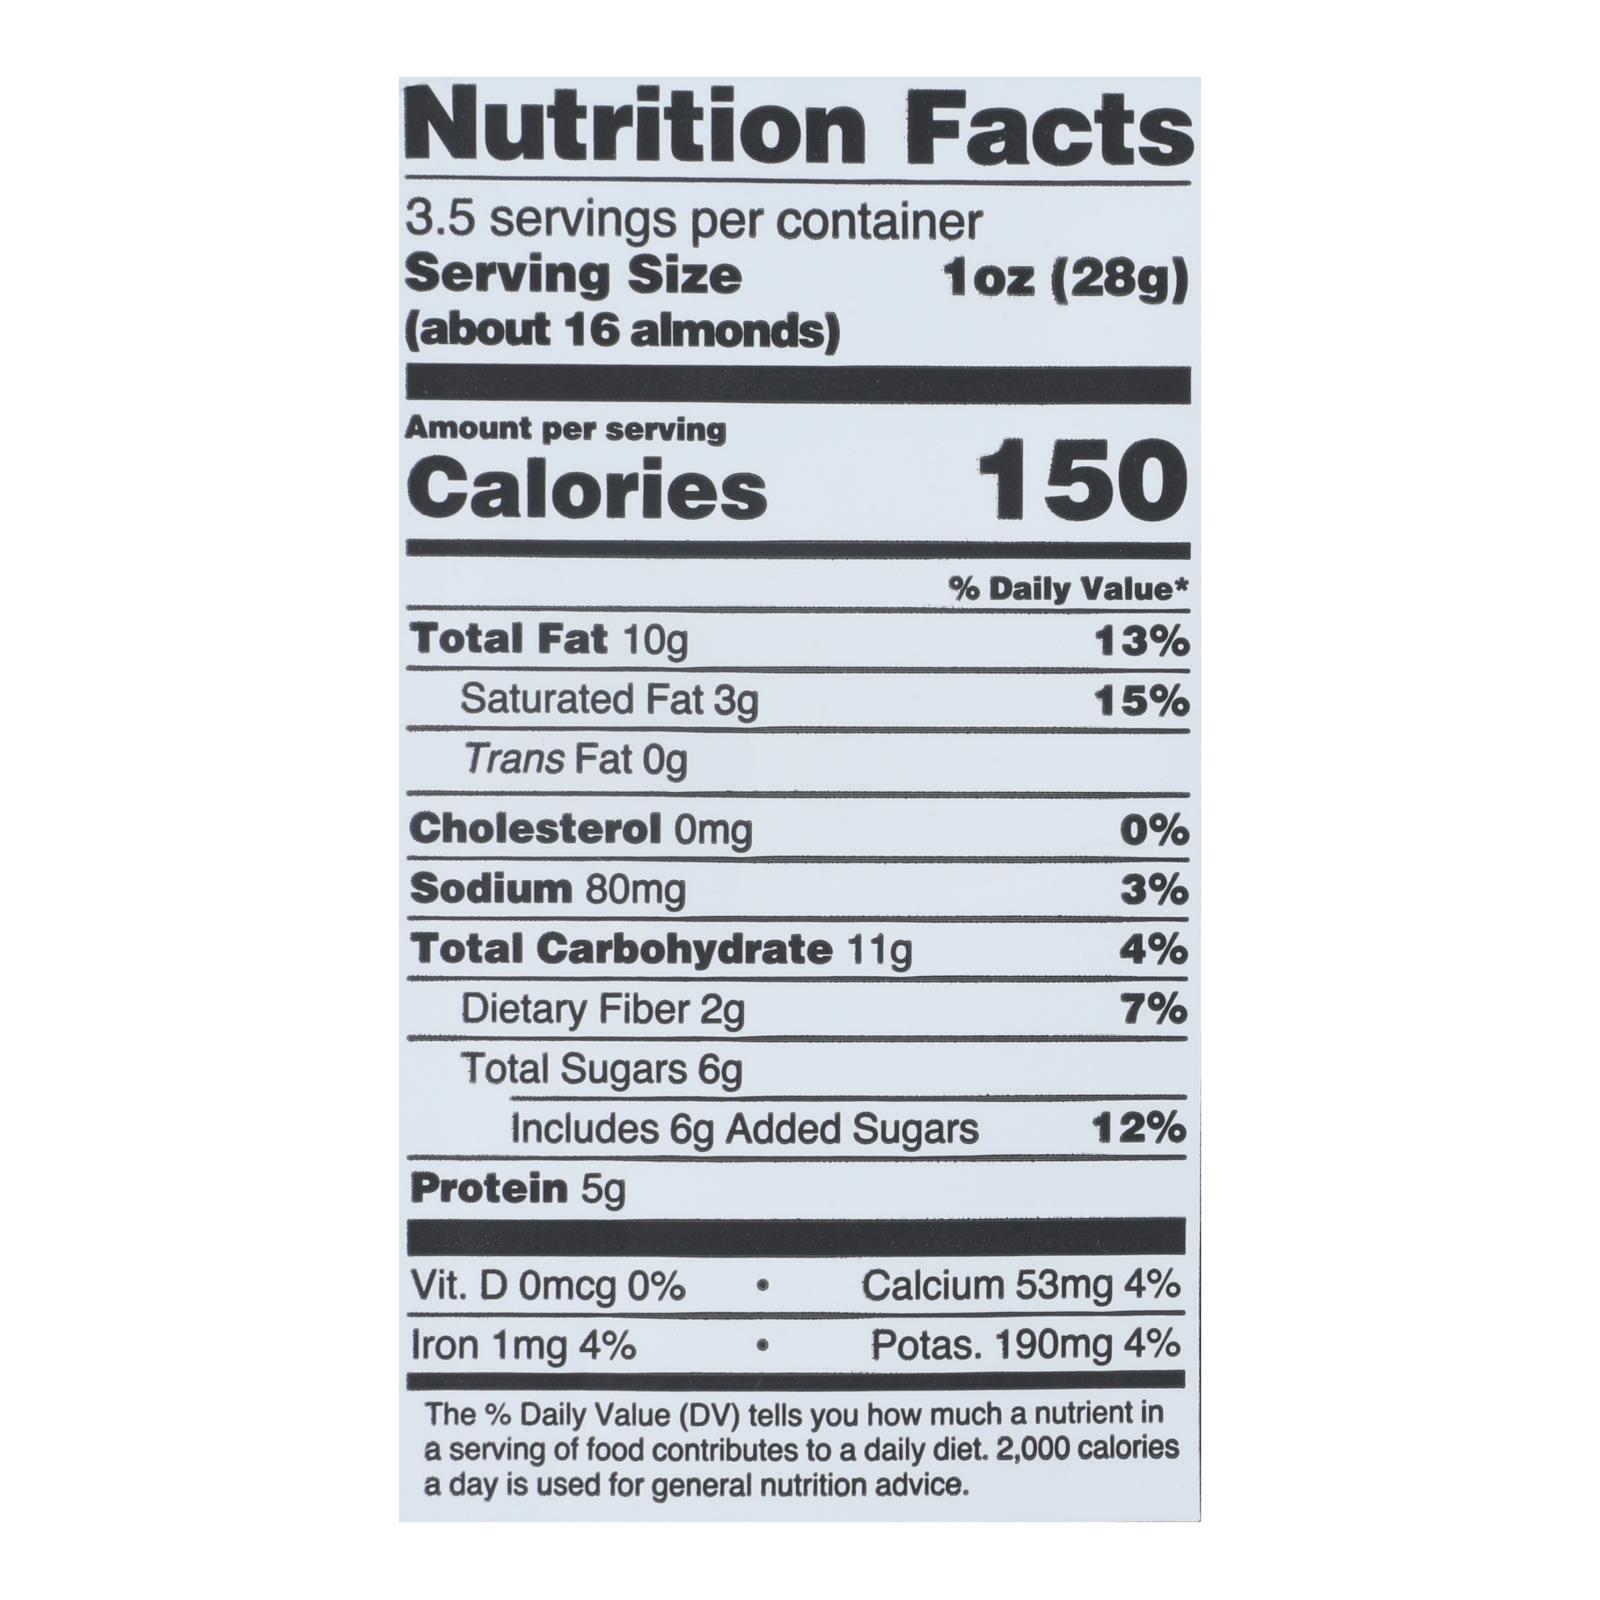 Nutrition Facts
3.5 servings per container
Serving Size 1oz (28g)
(about 16 almonds)
Amount per serving
Calories 150
% Daily Value*
Total Fat 10g 13%
Saturated Fat 3g 15%
Trans Fat 0g
Cholesterol 0mg 0%
Sodium 80mg 3%
Total Carbohydrate 11g 4%
Dietary Fiber 2g 7%
Total Sugars 6g
Includes 6g Added Sugars 12%
Protein 5g
Vit. D 0mcg 0% • Calcium 53mg 4%
Iron 1mg 4% • Potas. 190mg 4%
The % Daily Value (DV) tells you how much a nutrient in
a serving of food contributes to a daily diet. 2,000 calories
a day is used for general nutrition advice.